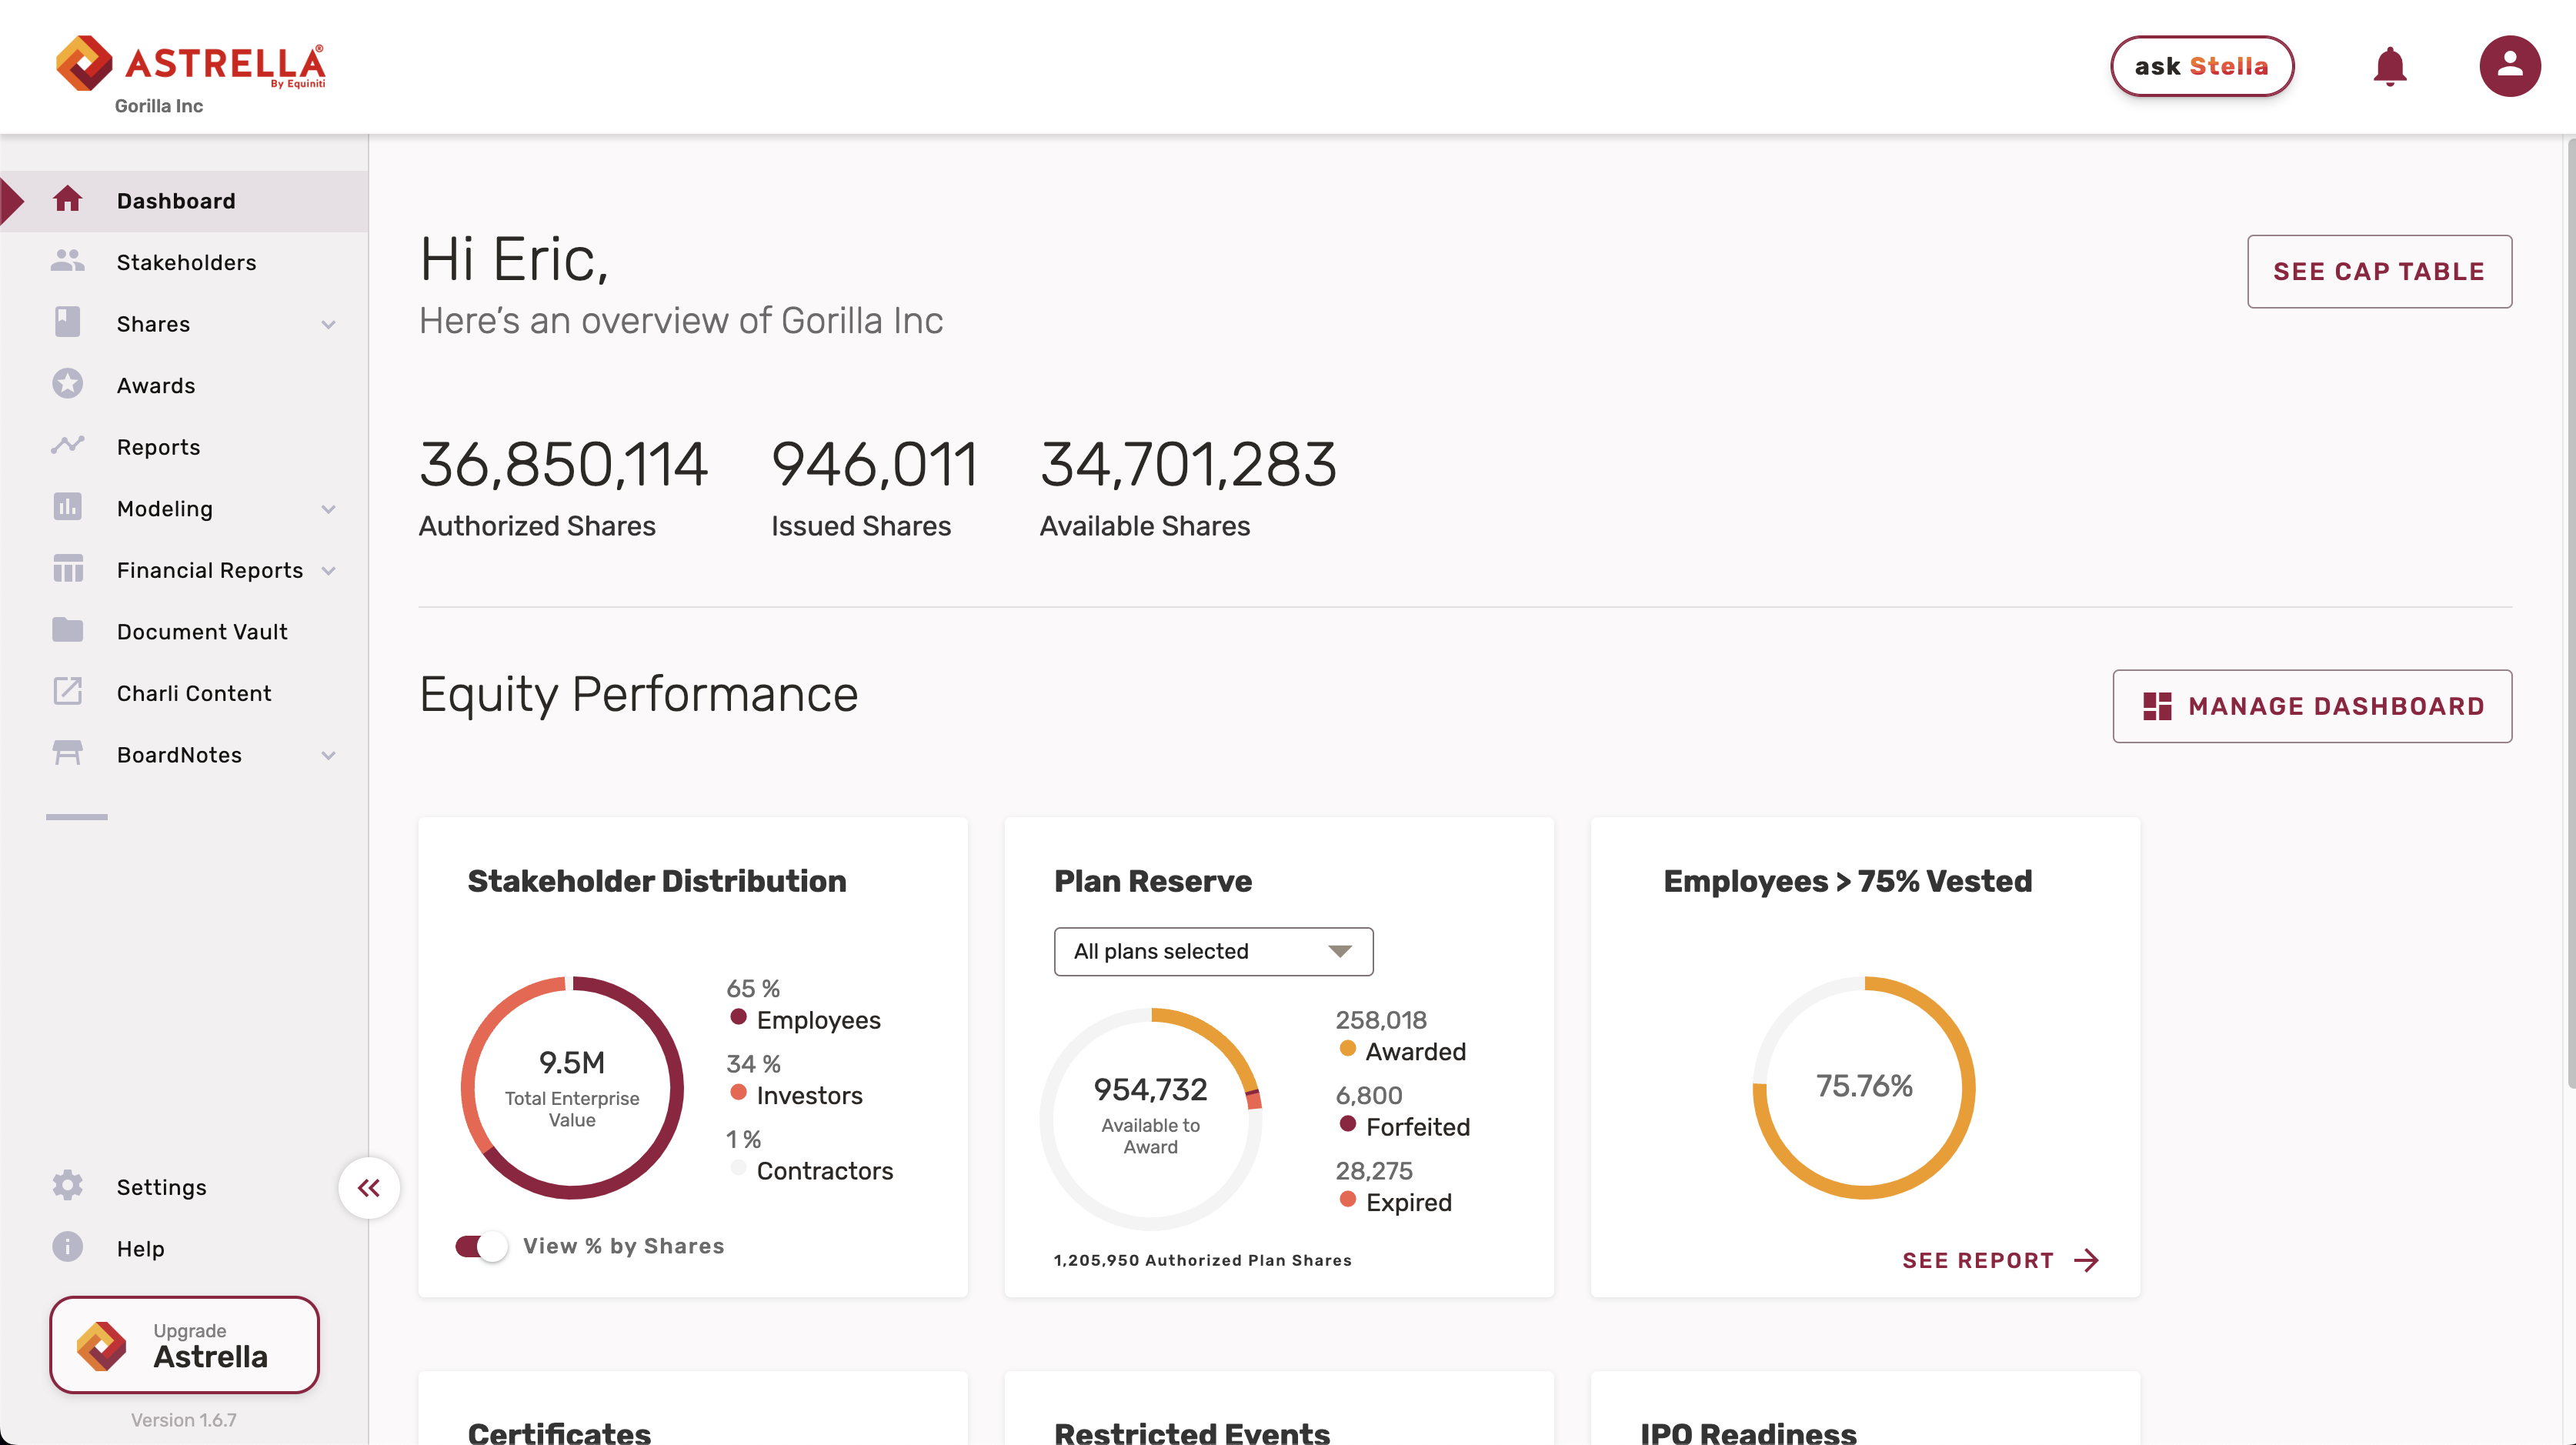 ASTRELLA®
By Equiniti
Gorilla Inc
ask Stella
Dashboard
Stakeholders
Shares
Awards
Reports
Modeling
Financial Reports
Document Vault
Charli Content
BoardNotes
Settings
Help
Upgrade
Astrella
Version 1.6.7
Hi Eric,
Here's an overview of Gorilla Inc
SEE CAP TABLE
36,850,114
Authorized Shares
946,011
Issued Shares
34,701,283
Available Shares
Equity Performance
MANAGE DASHBOARD
Stakeholder Distribution
9.5M
Total Enterprise
Value
65 %
Employees
34 %
Investors
1 %
Contractors
View % by Shares
Plan Reserve
All plans selected
954,732
Available to
Award
258,018
Awarded
6,800
Forfeited
28,275
Expired
1,205,950 Authorized Plan Shares
Employees > 75% Vested
75.76%
SEE REPORT
Certificates
Restricted Events
IPO Readiness